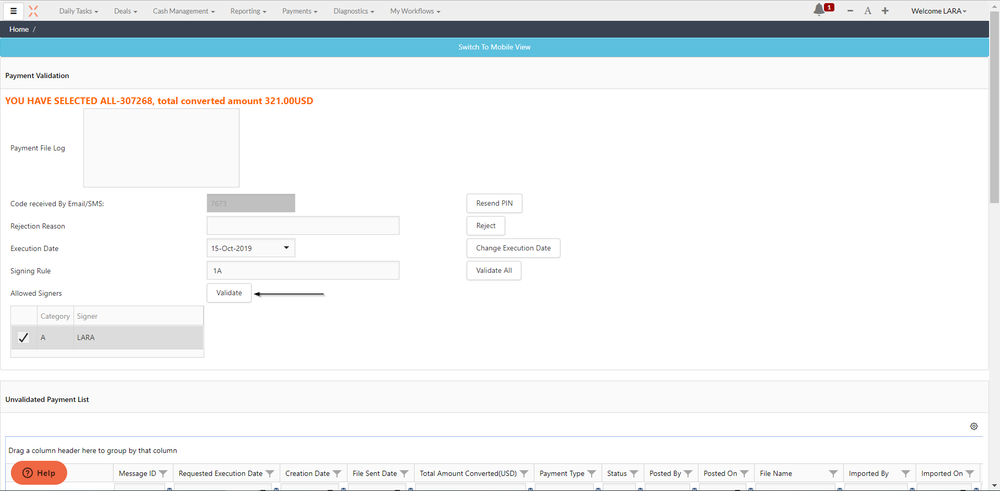 Daily Tasks Deals Cash Management Reporting Payments Diagnostics My Workflows 1 A Welcome LARA
Home /
Switch To Mobile View
Payment Validation
YOU HAVE SELECTED ALL-307268, total converted amount 321.00USD
Payment File Log
Code received By Email/SMS: 7673 Resend PIN
Rejection Reason Reject
Execution Date 15-Oct-2019 Change Execution Date
Signing Rule 1A Validate All
Allowed Signers Validate
Category Signer
A LARA
Unvalidated Payment List
Drag a column header here to group by that column
Help Message ID Requested Execution Date Creation Date File Sent Date Total Amount Converted(USD) Payment Type Status Posted By Posted On File Name Imported By Imported On